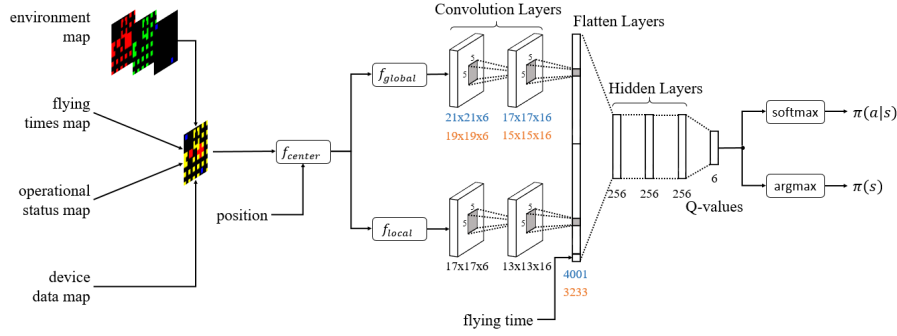 environment
map
flying
times map
operational
status map
device
data map
position
f_center
f_global
f_local
Convolution Layers
5
5
5
5
21x21x6
19x19x6
17x17x16
15x15x16
5
5
5
5
17x17x6
13x13x16
Flatten Layers
4001
3233
flying time
Hidden Layers
256
256
256
6
Q-values
softmax
π(a|s)
argmax
π(s)